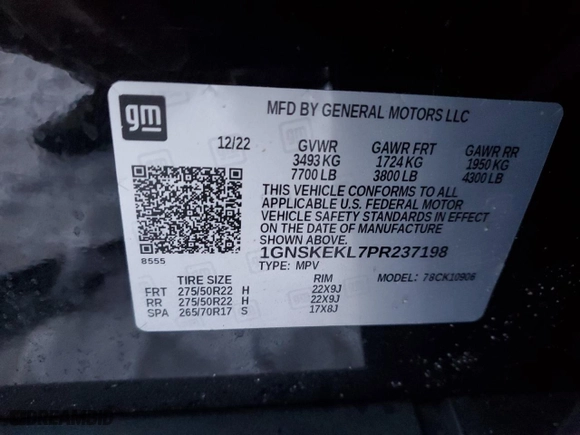 gm
MFD BY GENERAL MOTORS LLC
12/22 GVWR GAWR FRT GAWR RR
3493 KG 1724 KG 1950 KG
7700 LB 3800 LB 4300 LB
THIS VEHICLE CONFORMS TO ALL
APPLICABLE U.S. FEDERAL MOTOR
VEHICLE SAFETY STANDARDS IN EFFECT
ON THE DATE OF MANUFACTURE
SHOWN ABOVE.
8555
1GNSKEKL7PR237198
TYPE: MPV MODEL: 78CK10906
TIRE SIZE RIM
FRT 275/50R22 H 22X9J
RR 275/50R22 H 22X9J
SPA 265/70R17 S 17X8J
DREAMBID